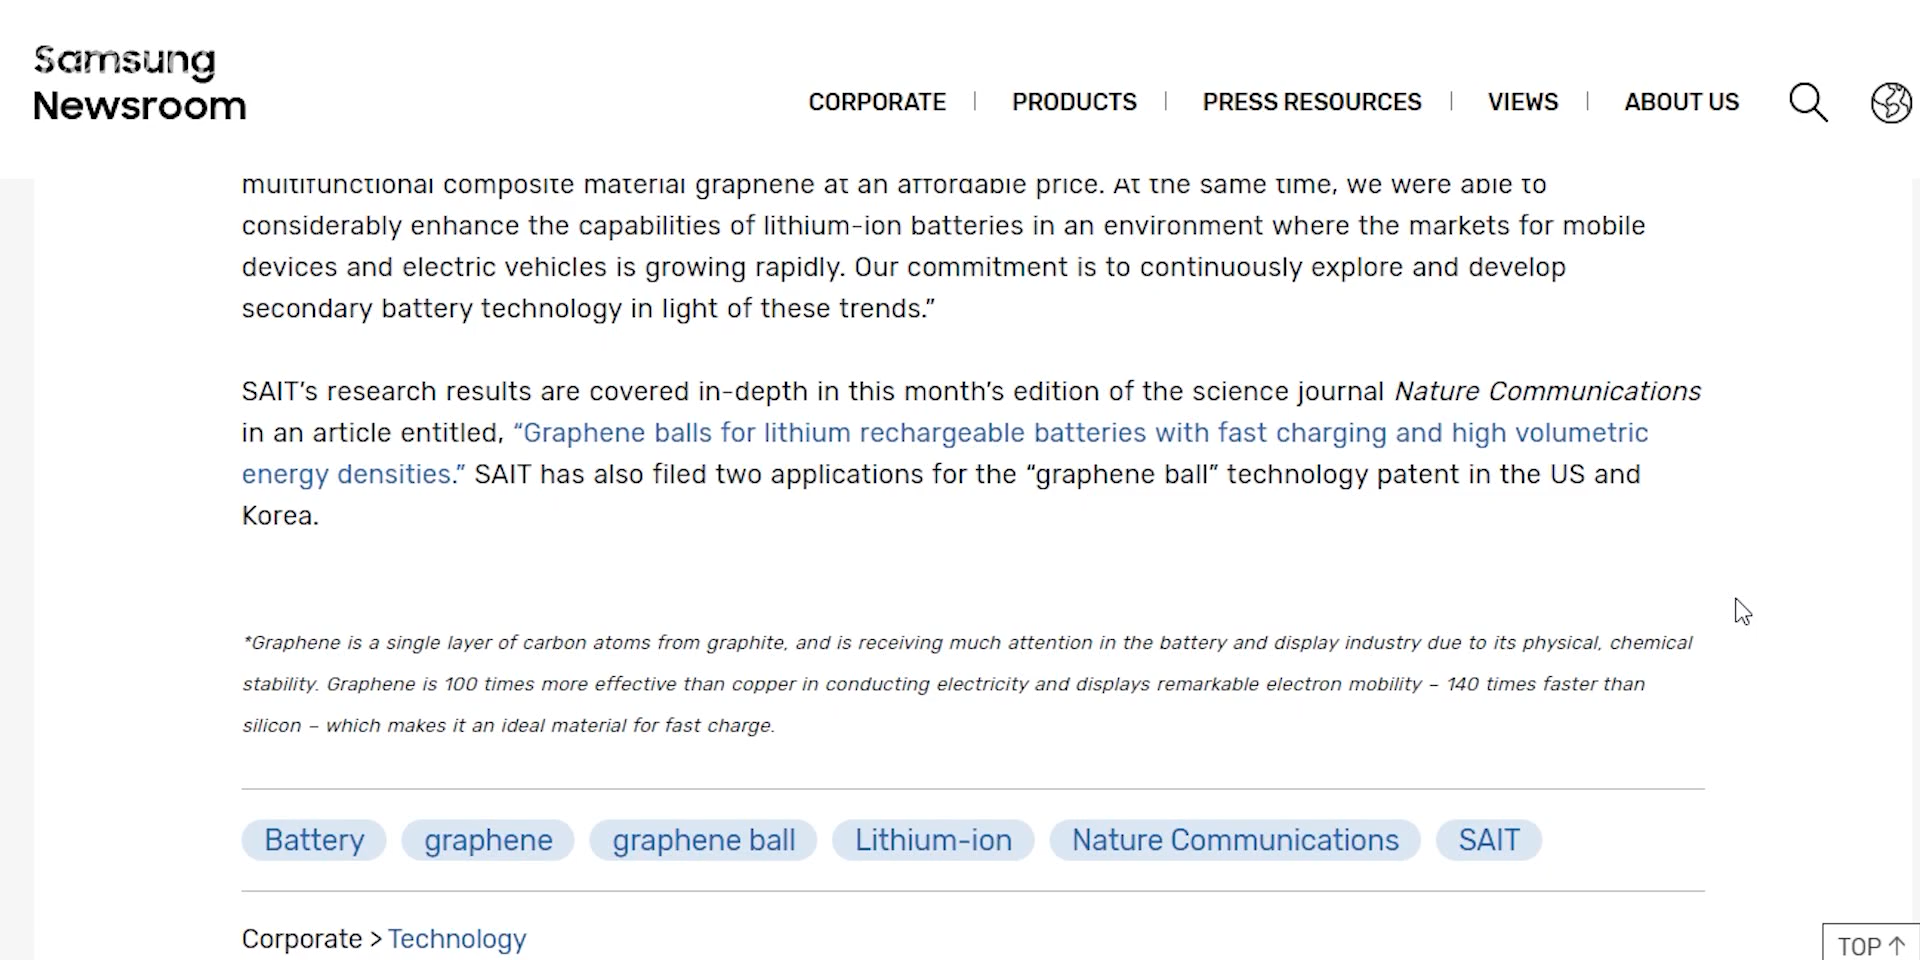 Samsung
Newsroom
CORPORATE | PRODUCTS | PRESS RESOURCES | VIEWS | ABOUT US
multifunctional composite material graphene at an affordable price. At the same time, we were able to
considerably enhance the capabilities of lithium-ion batteries in an environment where the markets for mobile
devices and electric vehicles is growing rapidly. Our commitment is to continuously explore and develop
secondary battery technology in light of these trends.”
SAIT’s research results are covered in-depth in this month’s edition of the science journal Nature Communications
in an article entitled, “Graphene balls for lithium rechargeable batteries with fast charging and high volumetric
energy densities.” SAIT has also filed two applications for the “graphene ball” technology patent in the US and
Korea.
*Graphene is a single layer of carbon atoms from graphite, and is receiving much attention in the battery and display industry due to its physical, chemical
stability. Graphene is 100 times more effective than copper in conducting electricity and displays remarkable electron mobility – 140 times faster than
silicon – which makes it an ideal material for fast charge.
Battery graphene graphene ball Lithium-ion Nature Communications SAIT
Corporate > Technology
TOP ↑